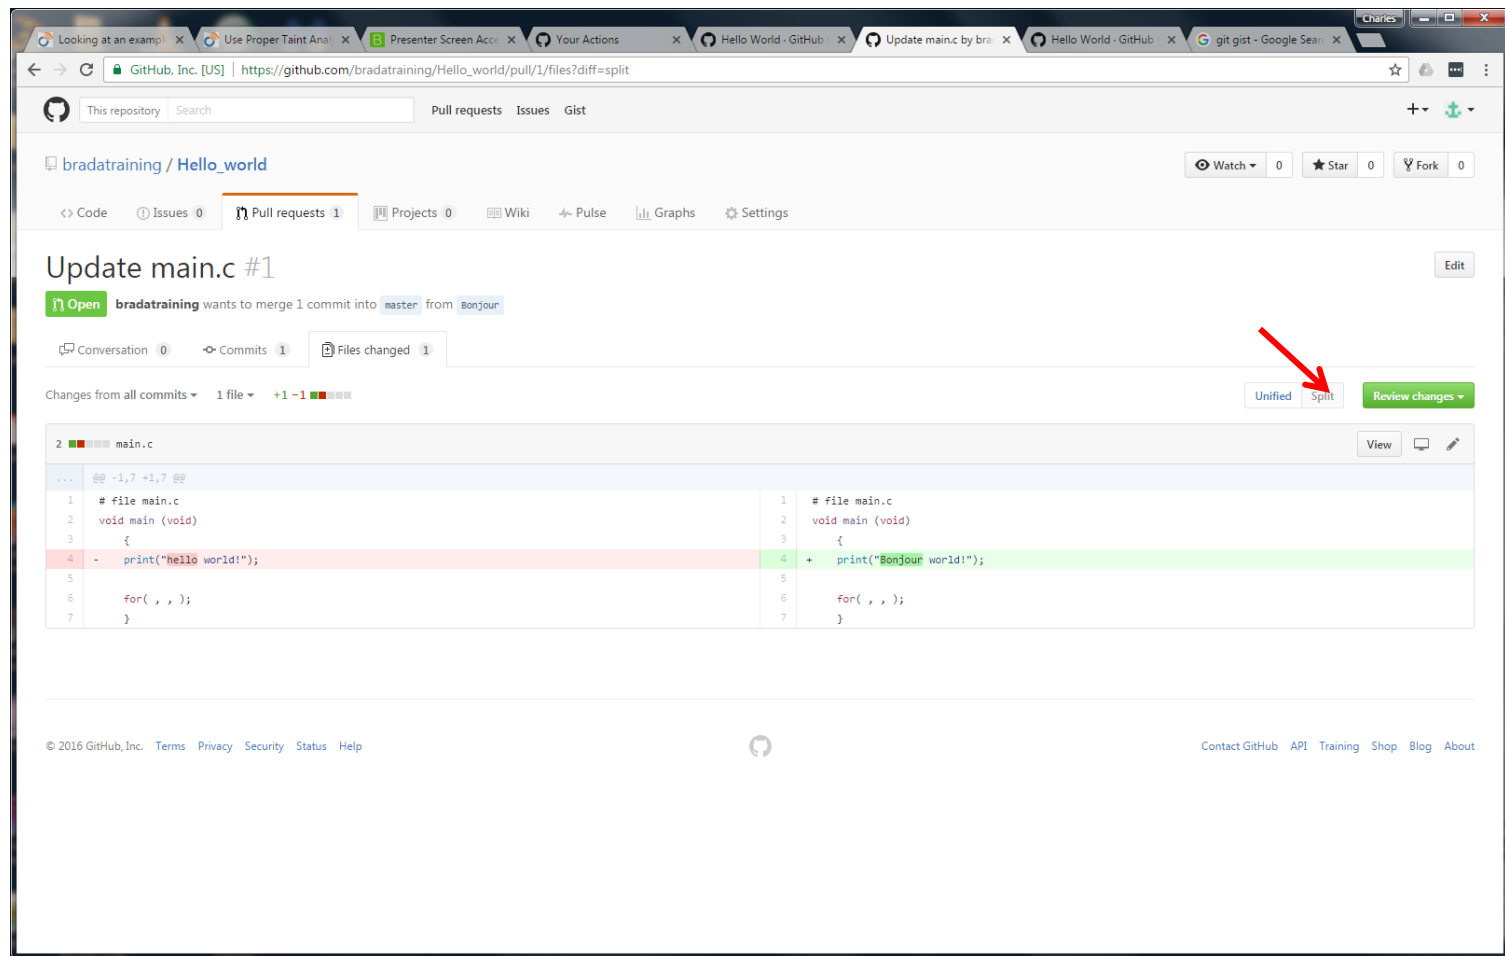 Charles
Looking at an exampl
Use Proper Taint Anal
Presenter Screen Acce
Your Actions
Hello World · GitHub
Update main.c by bra
Hello World · GitHub
git gist - Google Sear
GitHub, Inc. [US] | https://github.com/bradatraining/Hello_world/pull/1/files?diff=split
This repository Search Pull requests Issues Gist
bradatraining / Hello_world Watch 0 Star 0 Fork 0
Code Issues 0 Pull requests 1 Projects 0 Wiki Pulse Graphs Settings
Update main.c #1 Edit
Open bradatraining wants to merge 1 commit into master from Bonjour
Conversation 0 Commits 1 Files changed 1
Changes from all commits 1 file +1 −1 Unified Split Review changes
2 main.c View
... @@ -1,7 +1,7 @@
1 # file main.c 1 # file main.c
2 void main (void) 2 void main (void)
3 { 3 {
4 - print("hello world!"); 4 + print("Bonjour world!");
5 5
6 for( , , ); 6 for( , , );
7 } 7 }
© 2016 GitHub, Inc. Terms Privacy Security Status Help Contact GitHub API Training Shop Blog About